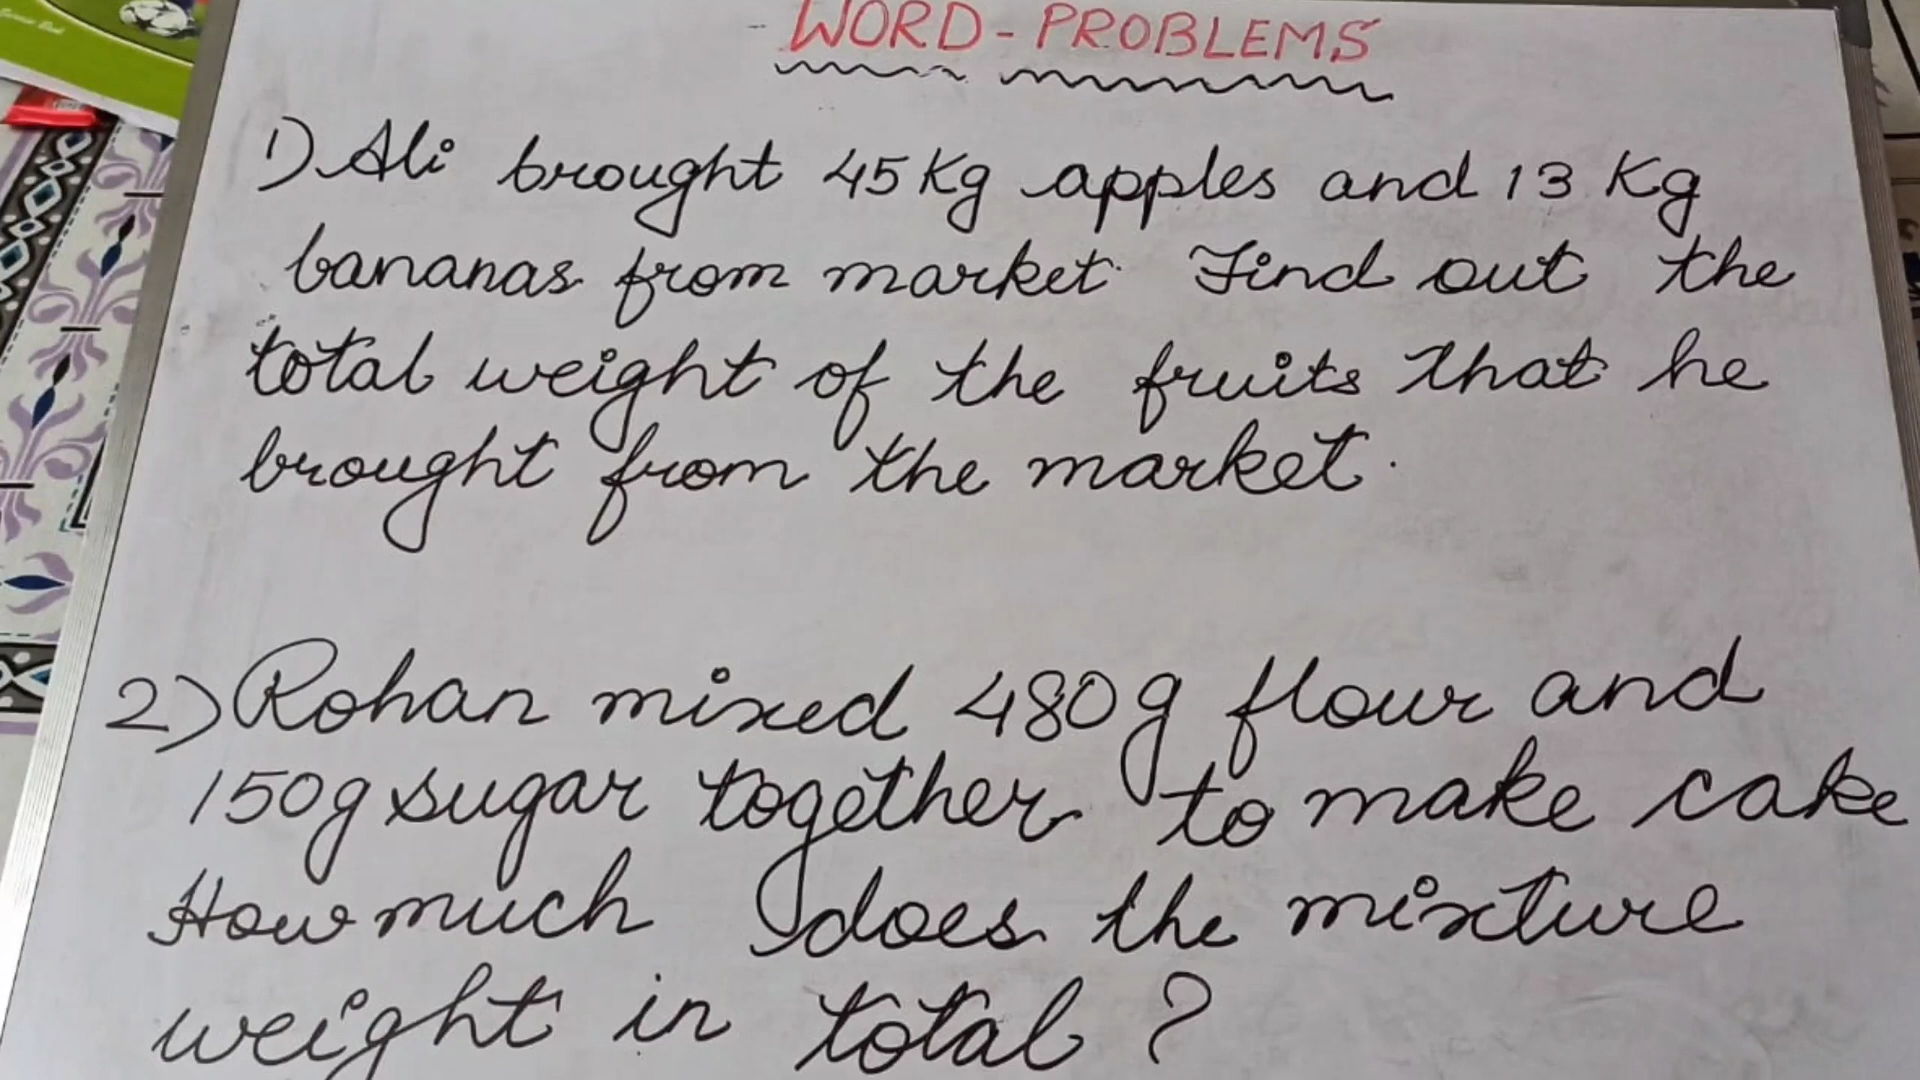 WORD-PROBLEMS
1) Ali brought 45 Kg apples and 13 Kg
bananas from market. Find out the
total weight of the fruits that he
brought from the market.
2) Rohan mixed 480g flour and
150g sugar together to make cake
How much does the mixture
weight in total?